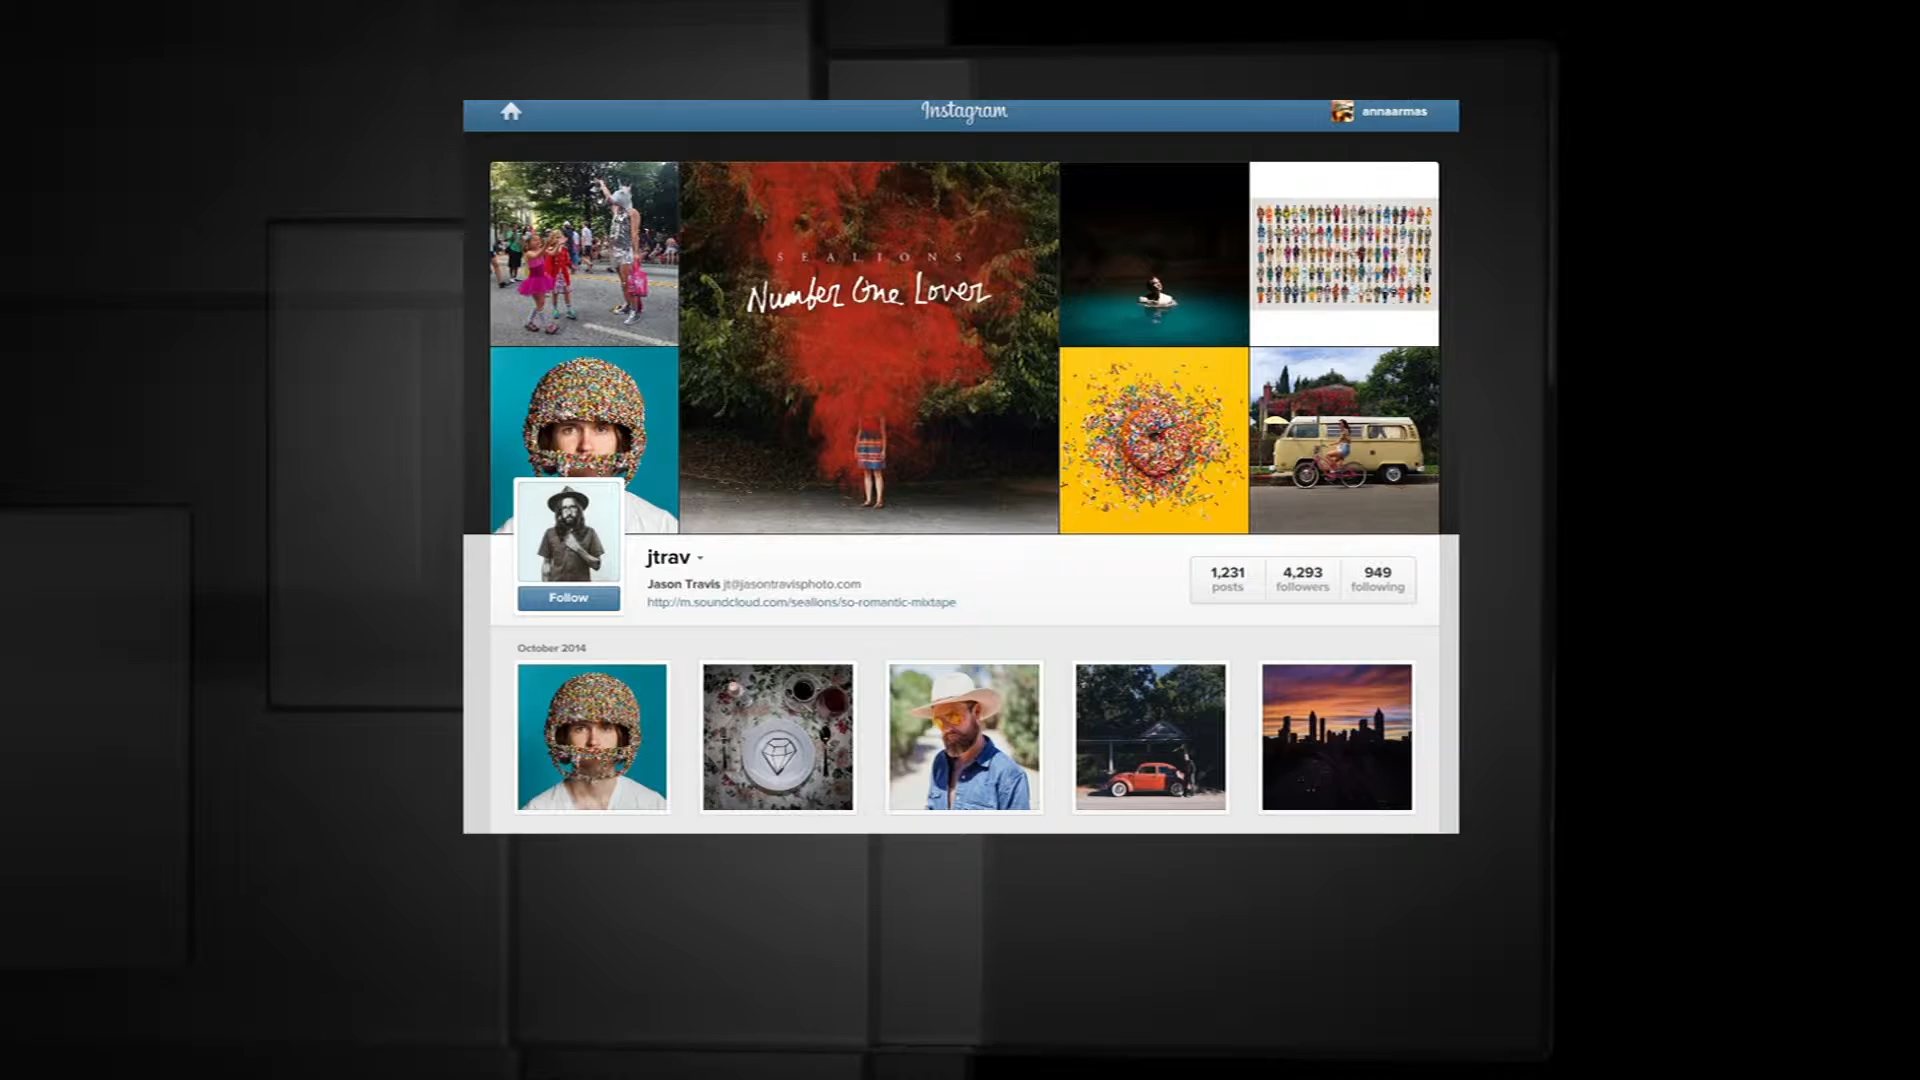 Instagram
annaarmas
SEALIONS
Number One Lover
jtrav
Jason Travis jt@jasontravisphoto.com
http://m.soundcloud.com/sealions/so-romantic-mixtape
Follow
1,231 posts
4,293 followers
949 following
October 2014